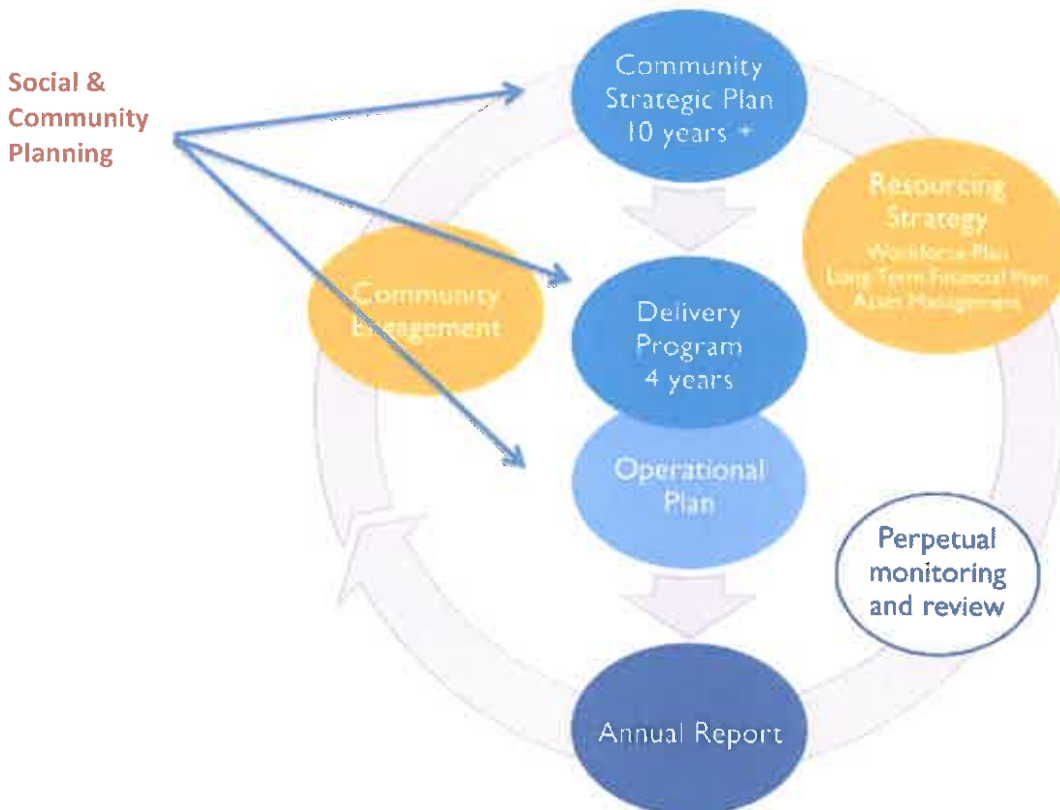 Social &
Community
Planning
Community
Strategic Plan
10 years +
Resourcing
Strategy
Workforce Plan
Long Term Financial Plan
Asset Management
Community
Engagement
Delivery
Program
4 years
Operational
Plan
Perpetual
monitoring
and review
Annual Report